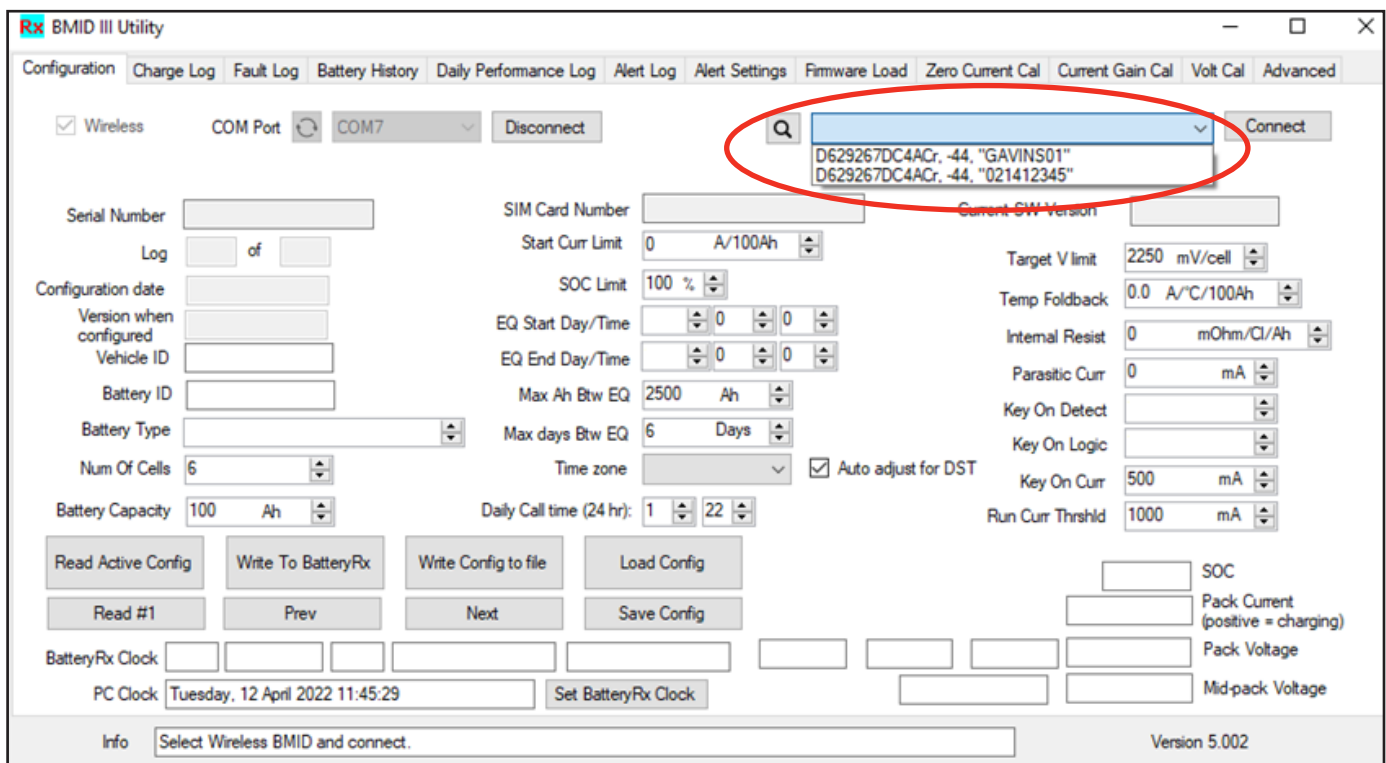 Rx BMID III Utility
Configuration Charge Log Fault Log Battery History Daily Performance Log Alert Log Alert Settings Firmware Load Zero Current Cal Current Gain Cal Volt Cal Advanced
Wireless COM Port COM7 Disconnect Connect
D629267DC4ACr, -44, "GAVINS01"
D629267DC4ACr, -44, "021412345"
Serial Number SIM Card Number Current SW Version
Log of Start Curr Limit 0 A/100Ah Target V limit 2250 mV/cell
Configuration date SOC Limit 100 % Temp Foldback 0.0 A/°C/100Ah
Version when
configured EQ Start Day/Time 0 0 Internal Resist 0 mOhm/Cl/Ah
Vehicle ID EQ End Day/Time 0 0 Parasitic Curr 0 mA
Battery ID Max Ah Btw EQ 2500 Ah Key On Detect
Battery Type Max days Btw EQ 6 Days Key On Logic
Num Of Cells 6 Time zone Auto adjust for DST Key On Curr 500 mA
Battery Capacity 100 Ah Daily Call time (24 hr): 1 22 Run Curr Thrshld 1000 mA
Read Active Config Write To BatteryRx Write Config to file Load Config SOC
Read #1 Prev Next Save Config Pack Current
(positive = charging)
BatteryRx Clock Pack Voltage
PC Clock Tuesday, 12 April 2022 11:45:29 Set BatteryRx Clock Mid-pack Voltage
Info Select Wireless BMID and connect. Version 5.002